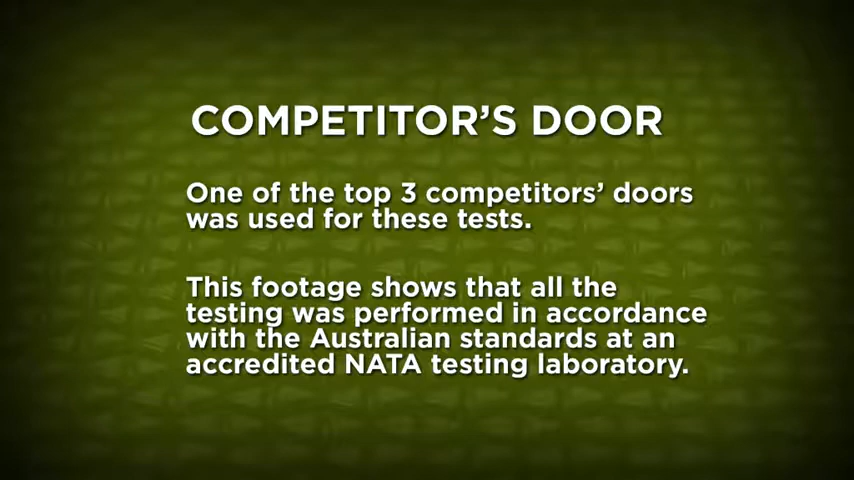 COMPETITOR’S DOOR
One of the top 3 competitors’ doors
was used for these tests.
This footage shows that all the
testing was performed in accordance
with the Australian standards at an
accredited NATA testing laboratory.